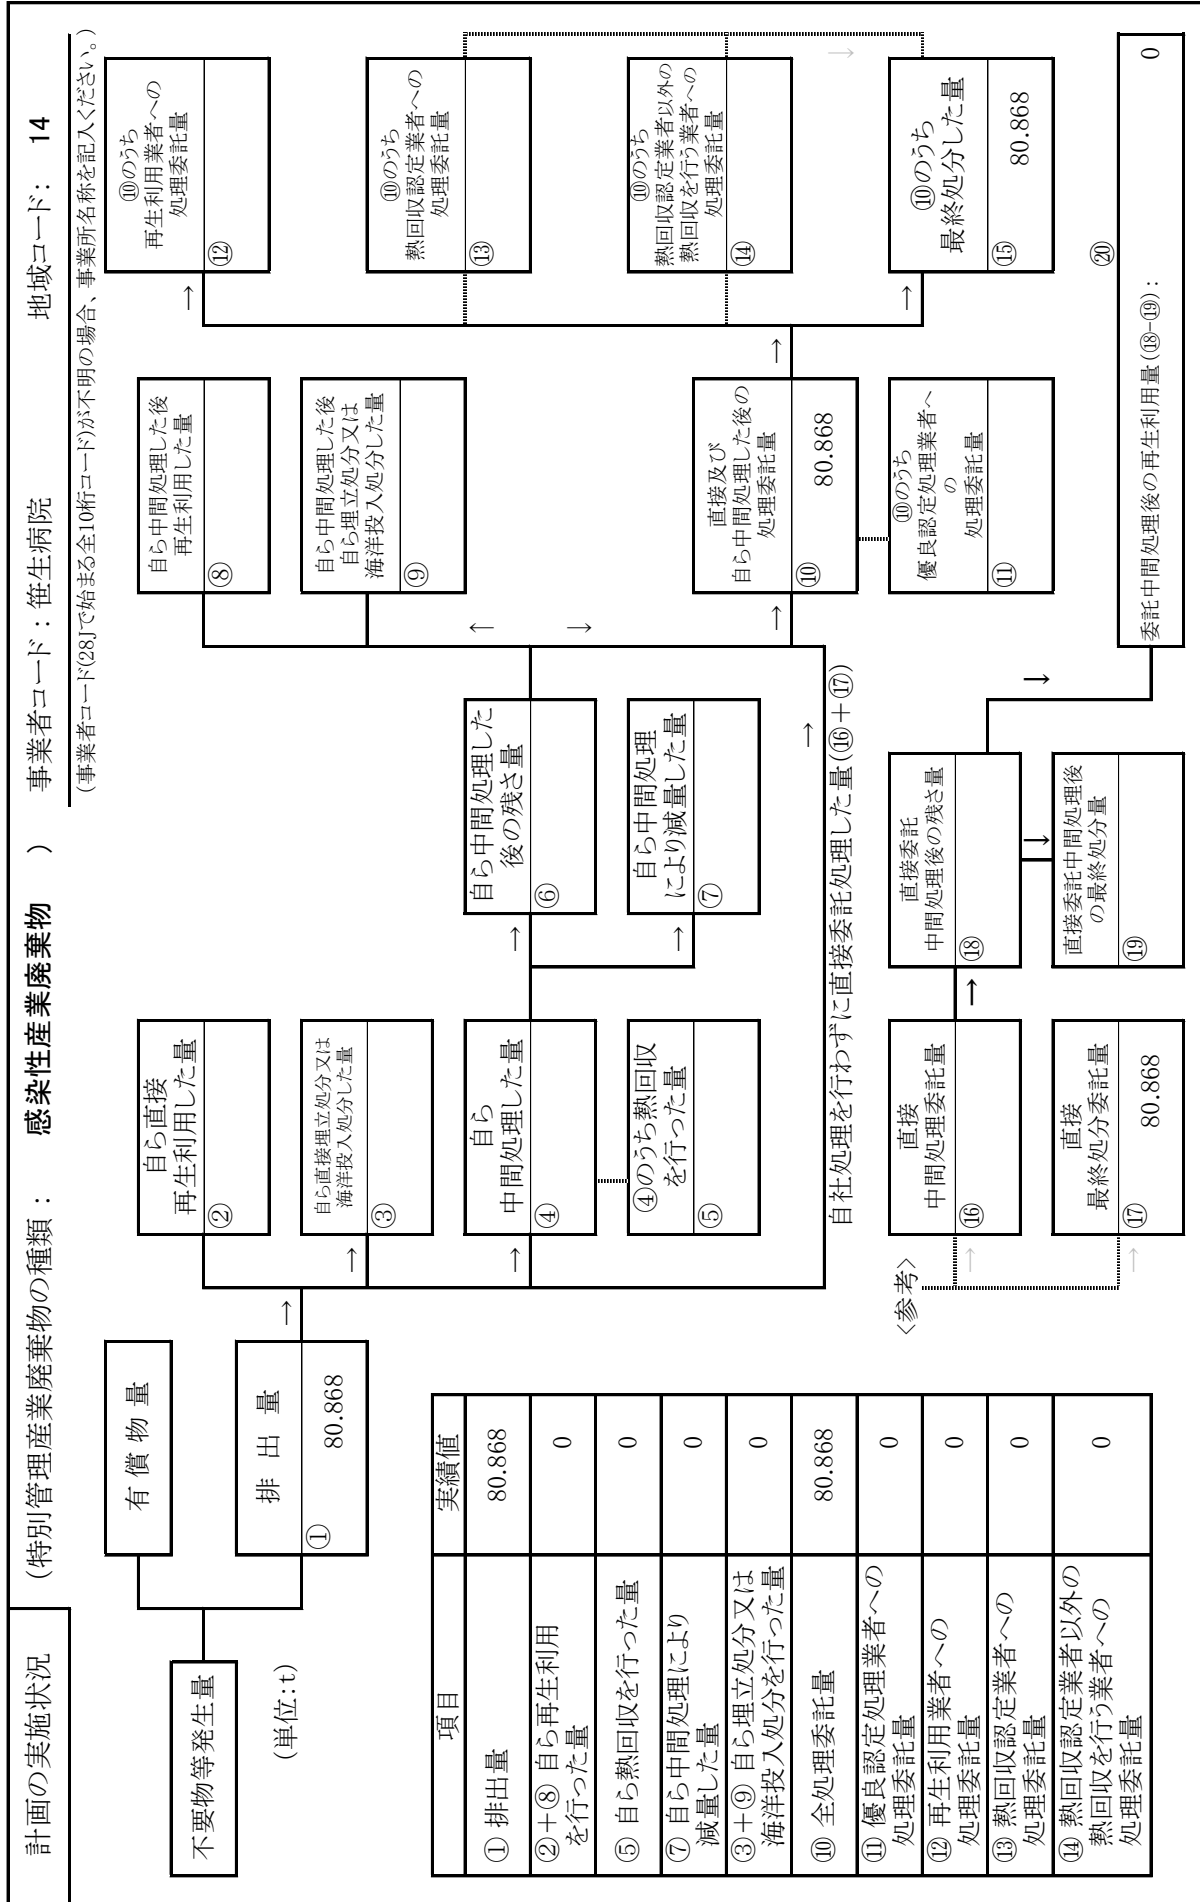 計画の実施状況
(特別管理産業廃棄物の種類： 感染性産業廃棄物 )
事業者コード：笹生病院
地域コード： 14
(事業者コード(28」で始まる全10桁コード)が不明の場合、事業所名称を記入ください。)
不要物等発生量
(単位:t)
有 償 物 量
排 出 量
① 80.868
自ら直接
再生利用した量
②
自ら直接埋立処分又は
海洋投入処分した量
③
自ら
中間処理した量
④
④のうち熱回収
を行った量
⑤
自ら中間処理した
後の残さ量
⑥
自ら中間処理
により減量した量
⑦
自ら中間処理した後
再生利用した量
⑧
自ら中間処理した後
自ら埋立処分又は
海洋投入処分した量
⑨
直接及び
自ら中間処理した後の
処理委託量
⑩ 80.868
⑩のうち
優良認定処理業者へ
の
処理委託量
⑪
⑩のうち
再生利用業者への
処理委託量
⑫
⑩のうち
熱回収認定業者への
処理委託量
⑬
⑩のうち
熱回収認定業者以外の
熱回収を行う業者への
処理委託量
⑭
⑩のうち
最終処分した量
⑮ 80.868
自社処理を行わずに直接委託処理した量(⑯＋⑰)
<参考>
直接
中間処理委託量
⑯
直接
最終処分委託量
⑰ 80.868
直接委託
中間処理後の残さ量
⑱
直接委託中間処理後
の最終処分量
⑲
⑳
委託中間処理後の再生利用量(⑱-⑲)： 0
項目 実績値
① 排出量 80.868
②＋⑧ 自ら再生利用
を行った量 0
⑤ 自ら熱回収を行った量 0
⑦ 自ら中間処理により
減量した量 0
③＋⑨ 自ら埋立処分又は
海洋投入処分を行った量 0
⑩ 全処理委託量 80.868
⑪ 優良認定処理業者への
処理委託量 0
⑫ 再生利用業者への
処理委託量 0
⑬ 熱回収認定業者への
処理委託量 0
⑭ 熱回収認定業者以外の
熱回収を行う業者への
処理委託量 0